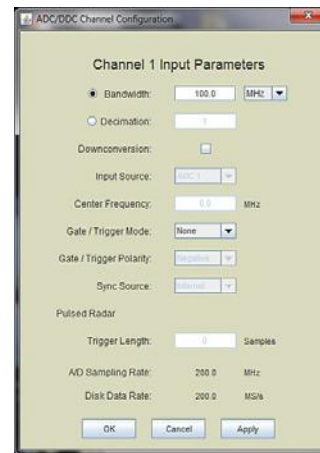 ADC/DDC Channel Configuration
Channel 1 Input Parameters
Bandwidth: 100.0 MHz
Decimation: 1
Downconversion:
Input Source: ADC 1
Center Frequency: 0.0 MHz
Gate / Trigger Mode: None
Gate / Trigger Polarity: Negative
Sync Source: Internal
Pulsed Radar
Trigger Length: 0 Samples
A/D Sampling Rate: 200.0 MHz
Disk Data Rate: 200.0 MS/s
OK Cancel Apply